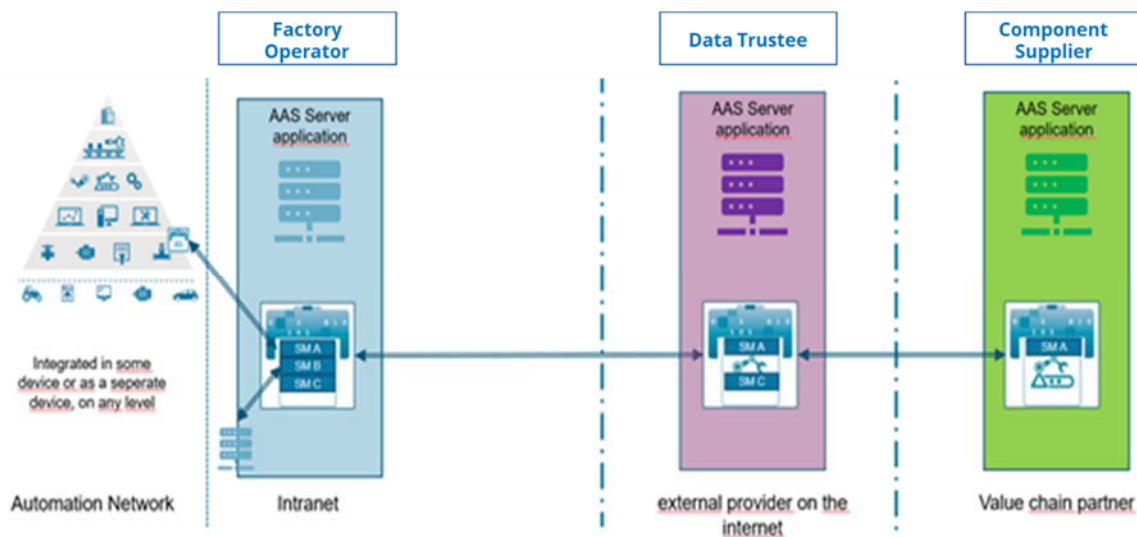 Factory
Operator
Data Trustee
Component
Supplier
AAS Server
application
AAS Server
application
AAS Server
application
SM A
SM B
SM C
SM A
SM C
SM A
Integrated in some
device or as a seperate
device, on any level
Automation Network
Intranet
external provider on the
internet
Value chain partner